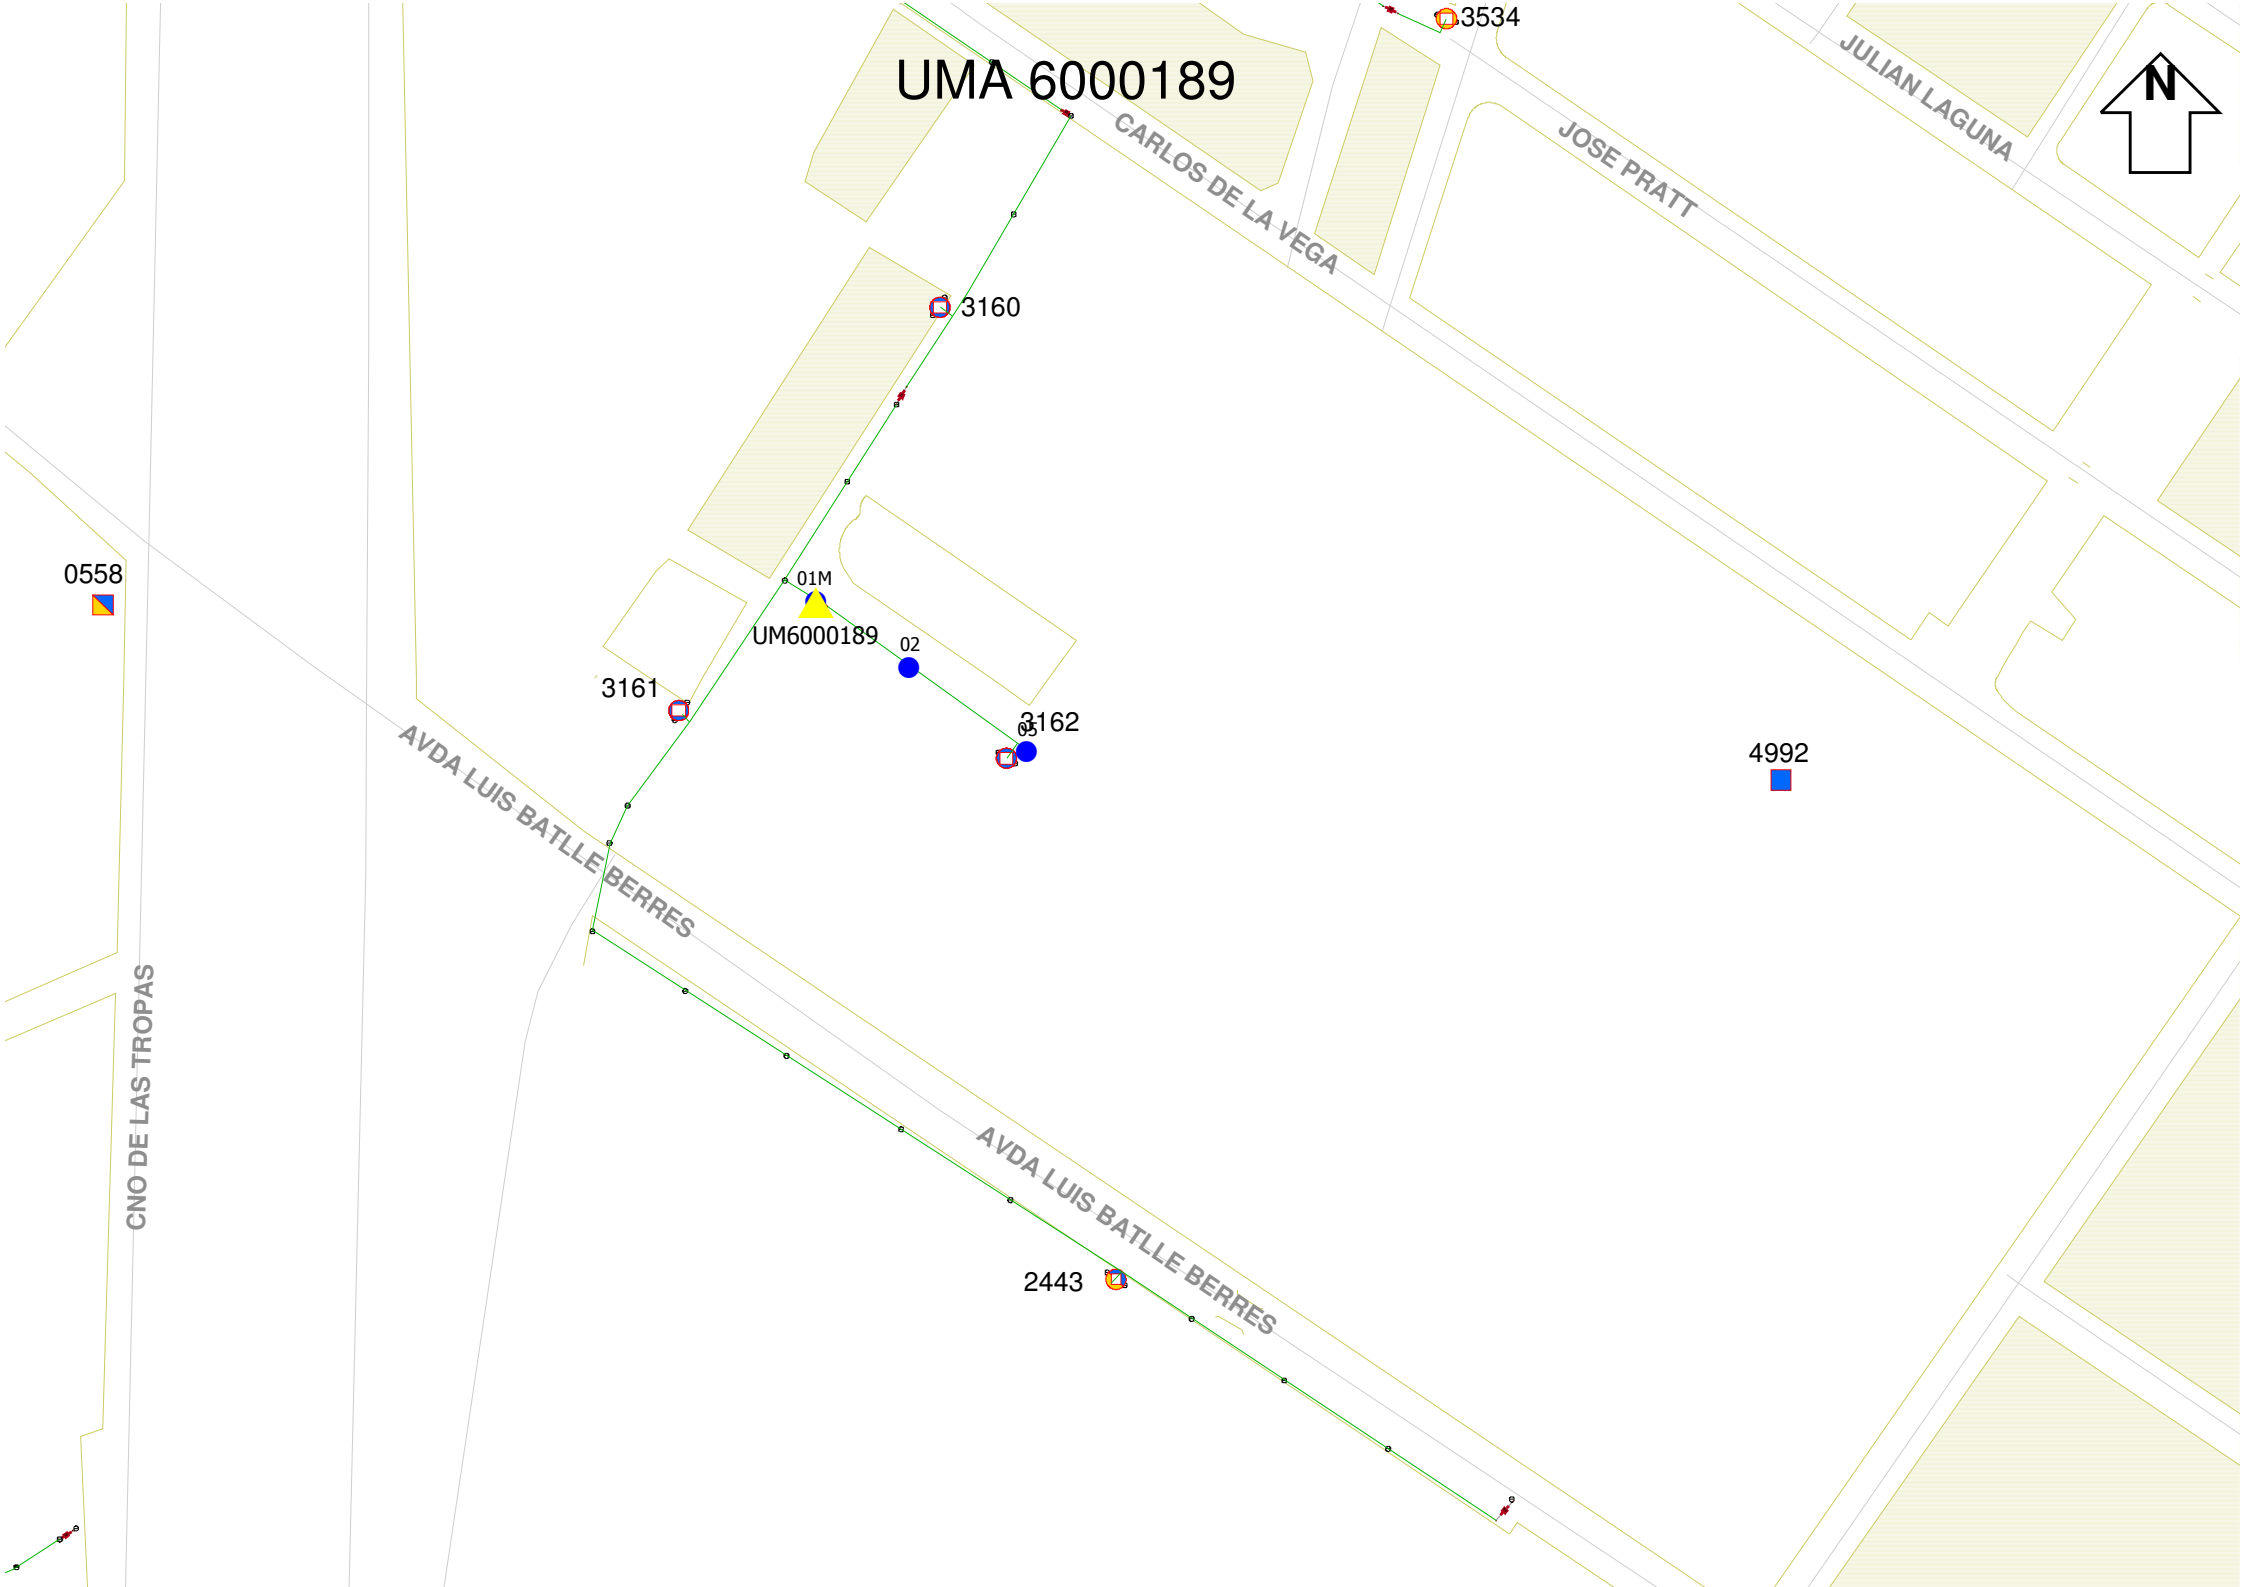 3534
UMA 6000189
N
JULIAN LAGUNA
CARLOS DE LA VEGA
JOSE PRATT
3160
0558
01M
UM6000189
02
3161
3162
05
4992
AVDA LUIS BATLLE BERRES
CNO DE LAS TROPAS
AVDA LUIS BATLLE BERRES
2443